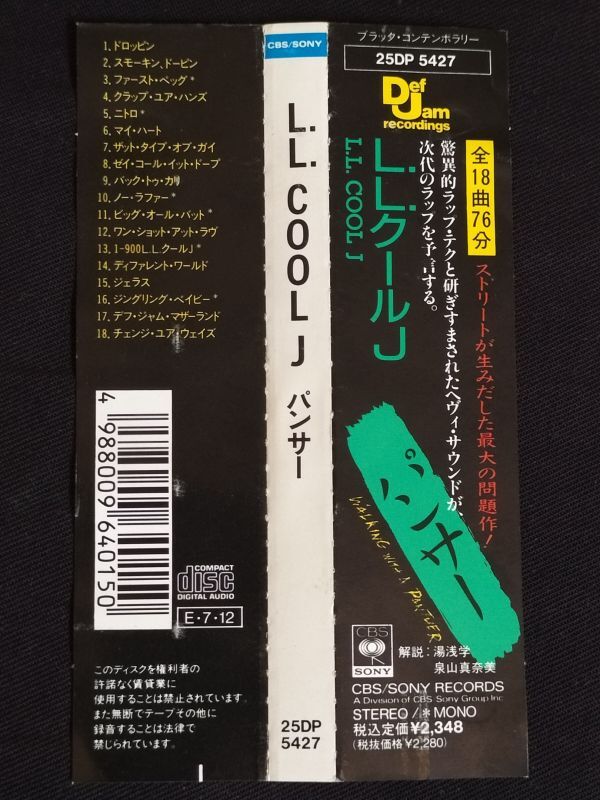 1. ドロッピン
2. スモーキン、ドーピン
3. ファースト・ペッグ*
4. クラップ・ユア・ハンズ
5. ニトロ*
6. マイ・ハート
7. ザット・タイプ・オブ・ガイ
8. ゼイ・コール・イット・ドープ
9. バック・トゥ・カリ
10. ノー・ラファー*
11. ビッグ・オール・バット*
12. ワン・ショット・アット・ラヴ
13. 1-900L.L.クールJ*
14. ディファレント・ワールド
15. ジェラス
16. ジングリング・ベイビー*
17. デフ・ジャム・マザーランド
18. チェンジ・ユア・ウェイズ
4 988009 640150
COMPACT
disc
DIGITAL AUDIO
E・7・12
このディスクを権利者の
許諾なく賃貸業に
使用することは禁止されています。
また無断でテープその他に
録音することは法律で
禁じられています。
CBS/SONY
L.L. COOL J パンサー
25DP
5427
ブラック・コンテンポラリー
25DP 5427
Def
Jam
recordings
全18曲76分
ストリートが生みだした最大の問題作!
驚異的ラップ・テクと研ぎすまされたヘヴィ・サウンドが、
次代のラップを予言する。
L.L.クールJ
L.L. COOL J
パンサー
WALKING WITH A PANTHER
CBS
SONY
解説:湯浅学
泉山真奈美
CBS/SONY RECORDS
A Division of CBS Sony Group Inc.
STEREO/*MONO
税込定価¥2,348
(税抜価格¥2,280)